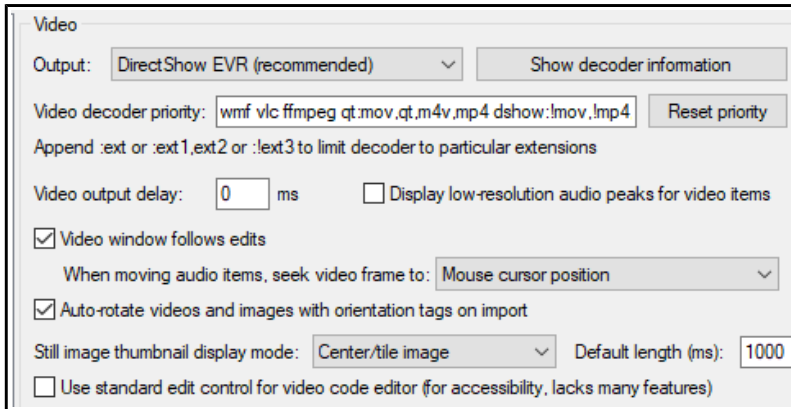 Video
Output: DirectShow EVR (recommended) Show decoder information
Video decoder priority: wmf vlc ffmpeg qt:mov,qt,m4v,mp4 dshow:!mov,!mp4 Reset priority
Append :ext or :ext1,ext2 or :!ext3 to limit decoder to particular extensions
Video output delay: 0 ms Display low-resolution audio peaks for video items
Video window follows edits
When moving audio items, seek video frame to: Mouse cursor position
Auto-rotate videos and images with orientation tags on import
Still image thumbnail display mode: Center/tile image Default length (ms): 1000
Use standard edit control for video code editor (for accessibility, lacks many features)